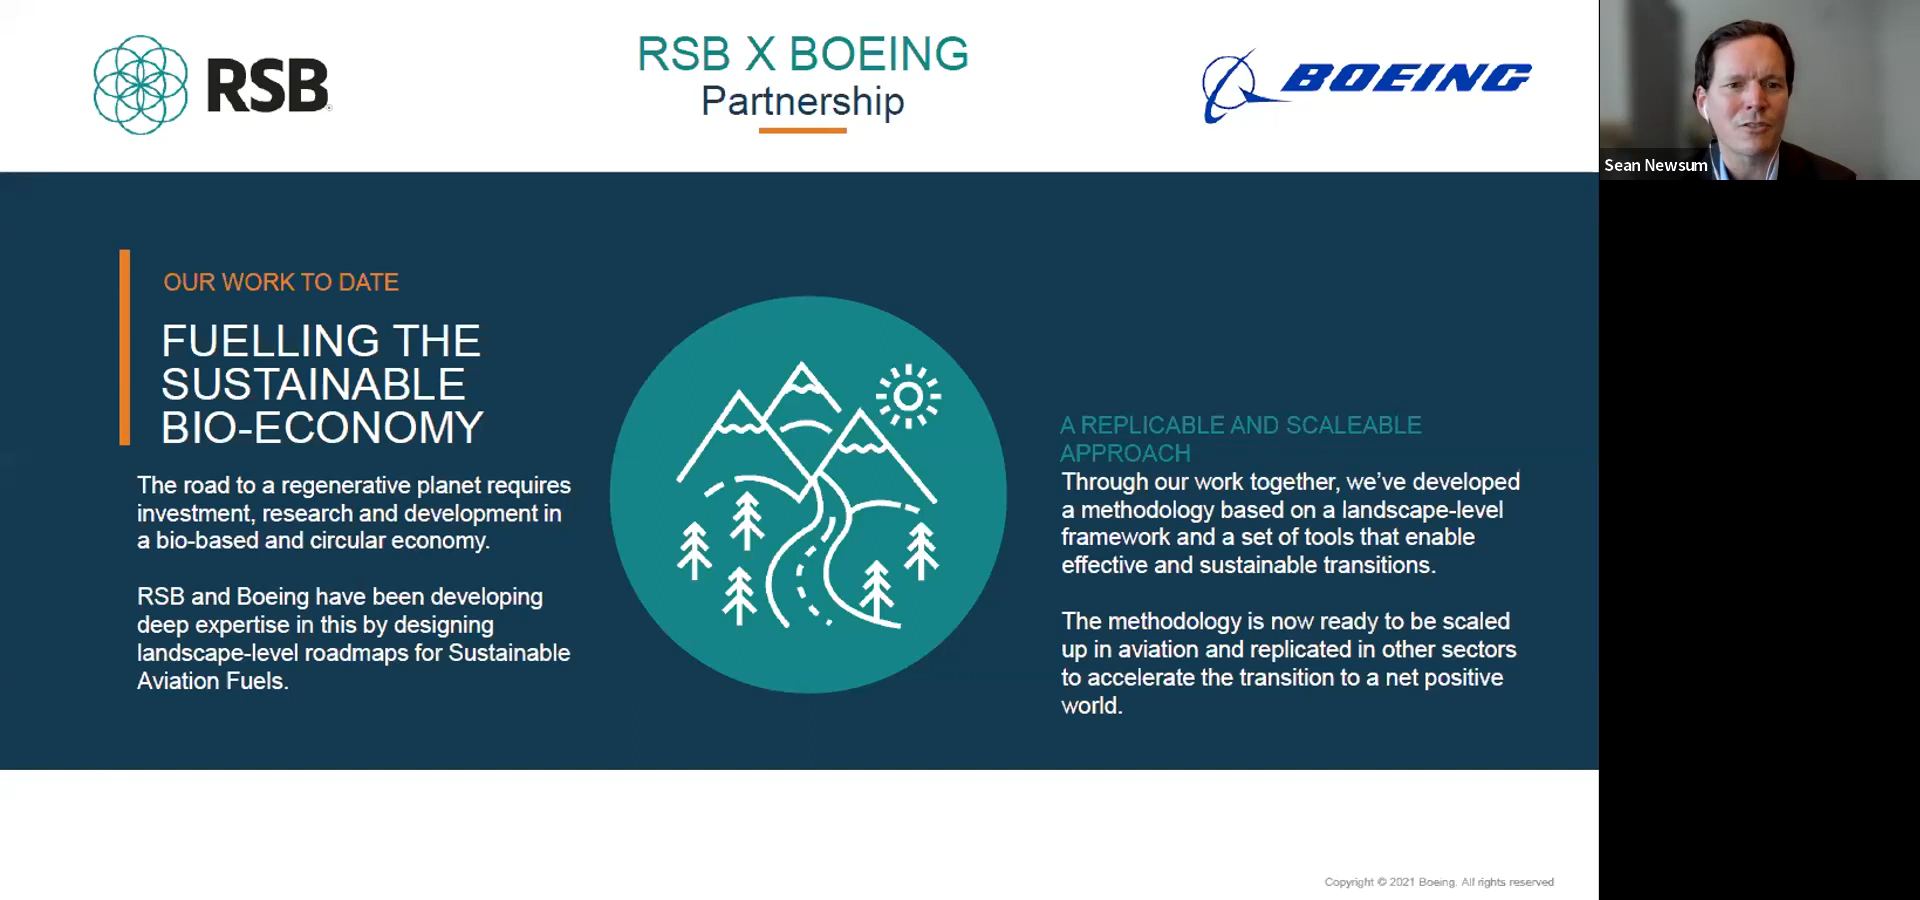 RSB
RSB X BOEING
Partnership
BOEING
Sean Newsum
OUR WORK TO DATE
FUELLING THE
SUSTAINABLE
BIO-ECONOMY
The road to a regenerative planet requires
investment, research and development in
a bio-based and circular economy.
RSB and Boeing have been developing
deep expertise in this by designing
landscape-level roadmaps for Sustainable
Aviation Fuels.
A REPLICABLE AND SCALEABLE
APPROACH
Through our work together, we’ve developed
a methodology based on a landscape-level
framework and a set of tools that enable
effective and sustainable transitions.
The methodology is now ready to be scaled
up in aviation and replicated in other sectors
to accelerate the transition to a net positive
world.
Copyright © 2021 Boeing. All rights reserved